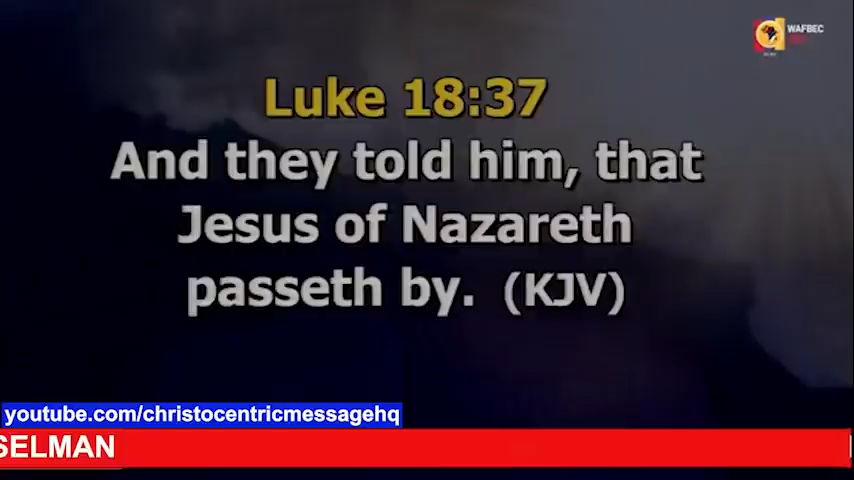 WAFBEC
Luke 18:37
And they told him, that
Jesus of Nazareth
passeth by. (KJV)
youtube.com/christocentricmessagehq
SELMAN